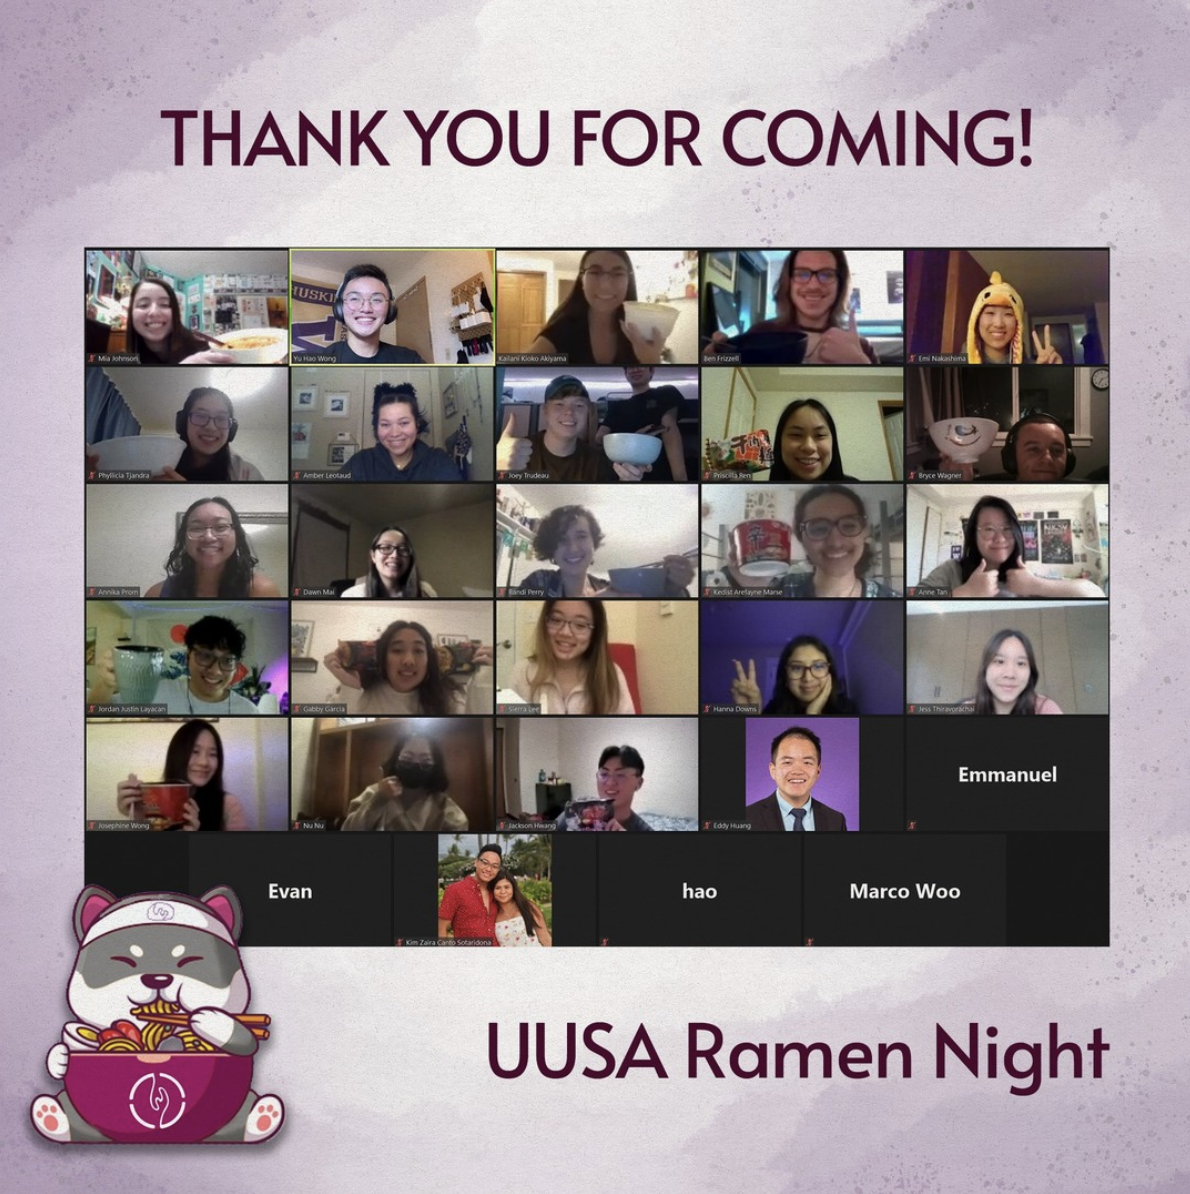 THANK YOU FOR COMING!
Mia Johnson
HUSKI
Yu Hao Wong
Kailani Kioko Akiyama
Ben Frizzell
Emi Nakashima
Phyllicia Tjandra
Amber Leotaud
Joey Trudeau
Priscilla Ren
Bryce Wagner
Annika Prom
Dawn Mai
Randi Perry
Kedist Arefayne Marse
Anne Tan
Jordan Justin Layacan
Gabby Garcia
Sierra Lee
Hanna Downs
Jess Thiravorachai
Josephine Wong
Nu Nu
Jackson Hwang
Eddy Huang
Emmanuel
Evan
Kim Zaira Canto Sotaridona
hao
Marco Woo
UUSA Ramen Night